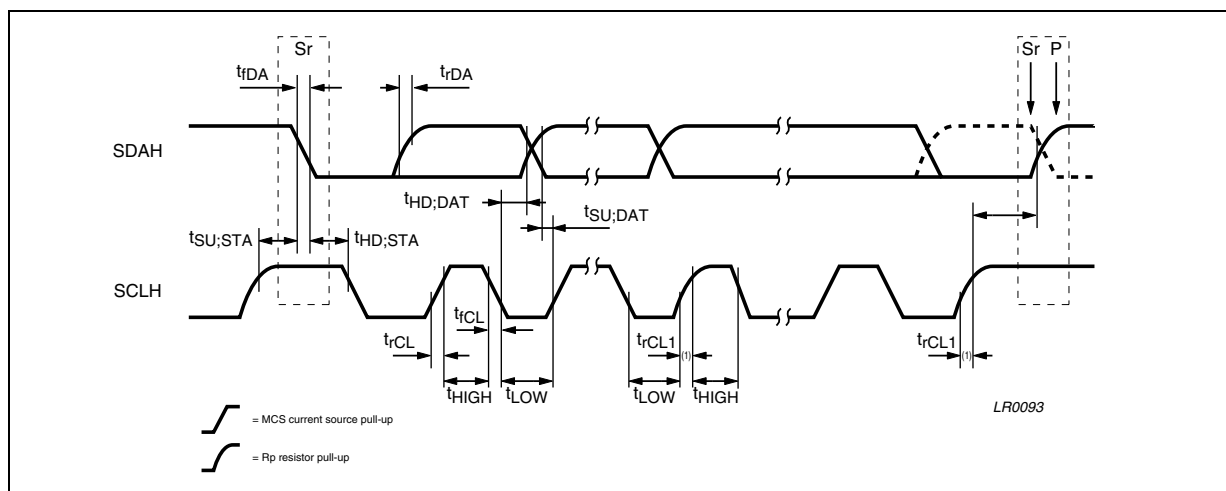 Sr
Sr P
tfDA
trDA
SDAH
tHD;DAT
tSU;DAT
tSU;STA
tHD;STA
SCLH
tfCL
trCL
trCL1
(1)
trCL1
(1)
tHIGH
tLOW
tLOW
tHIGH
LR0093
= MCS current source pull-up
= Rp resistor pull-up